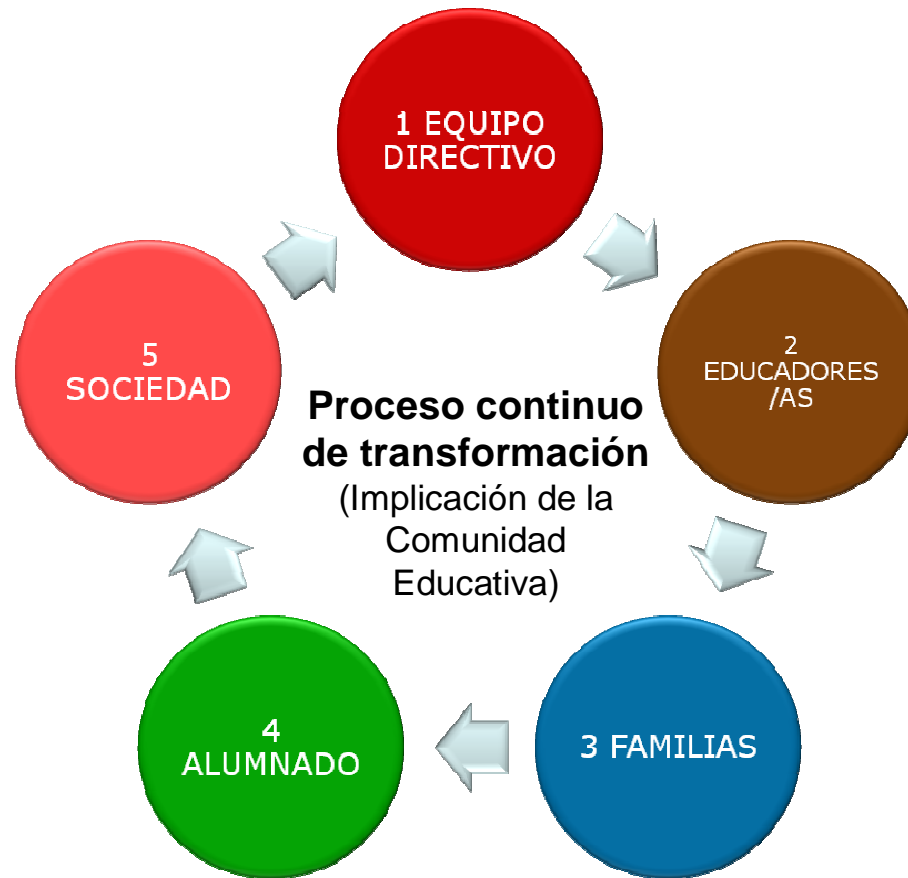 1 EQUIPO
DIRECTIVO
2
EDUCADORES
/AS
3 FAMILIAS
4
ALUMNADO
5
SOCIEDAD
Proceso continuo
de transformación
(Implicación de la
Comunidad
Educativa)